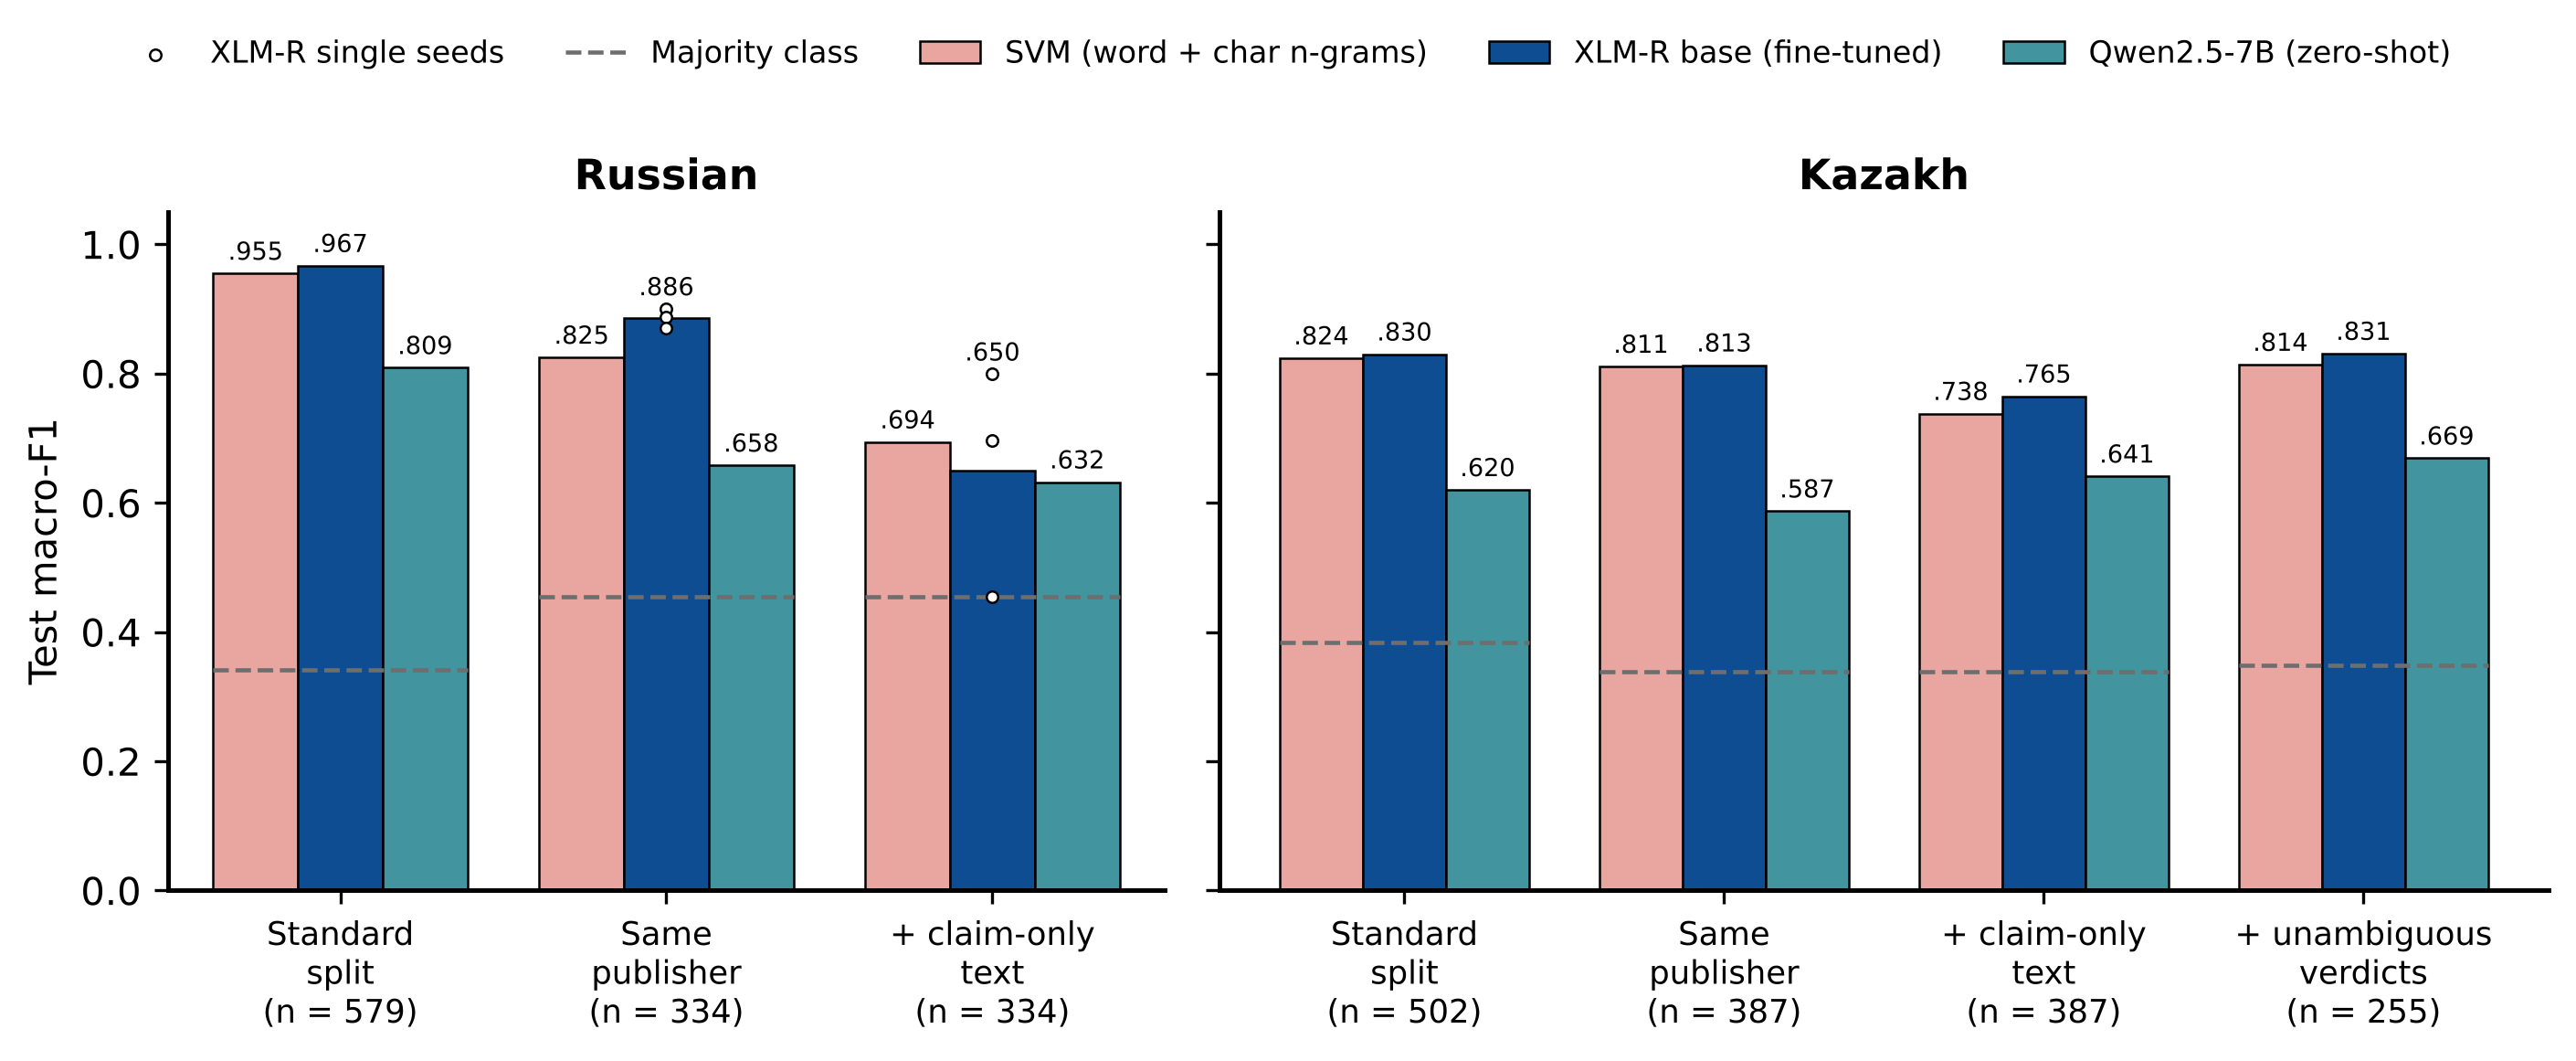 XLM-R single seeds
Majority class
SVM (word + char n-grams)
XLM-R base (fine-tuned)
Qwen2.5-7B (zero-shot)
Russian
Test macro-F1
1.0
0.8
0.6
0.4
0.2
0.0
.955
.967
.809
.825
.886
.658
.694
.650
.632
Standard
split
(n = 579)
Same
publisher
(n = 334)
+ claim-only
text
(n = 334)
Kazakh
.824
.830
.620
.811
.813
.587
.738
.765
.641
.814
.831
.669
Standard
split
(n = 502)
Same
publisher
(n = 387)
+ claim-only
text
(n = 387)
+ unambiguous
verdicts
(n = 255)